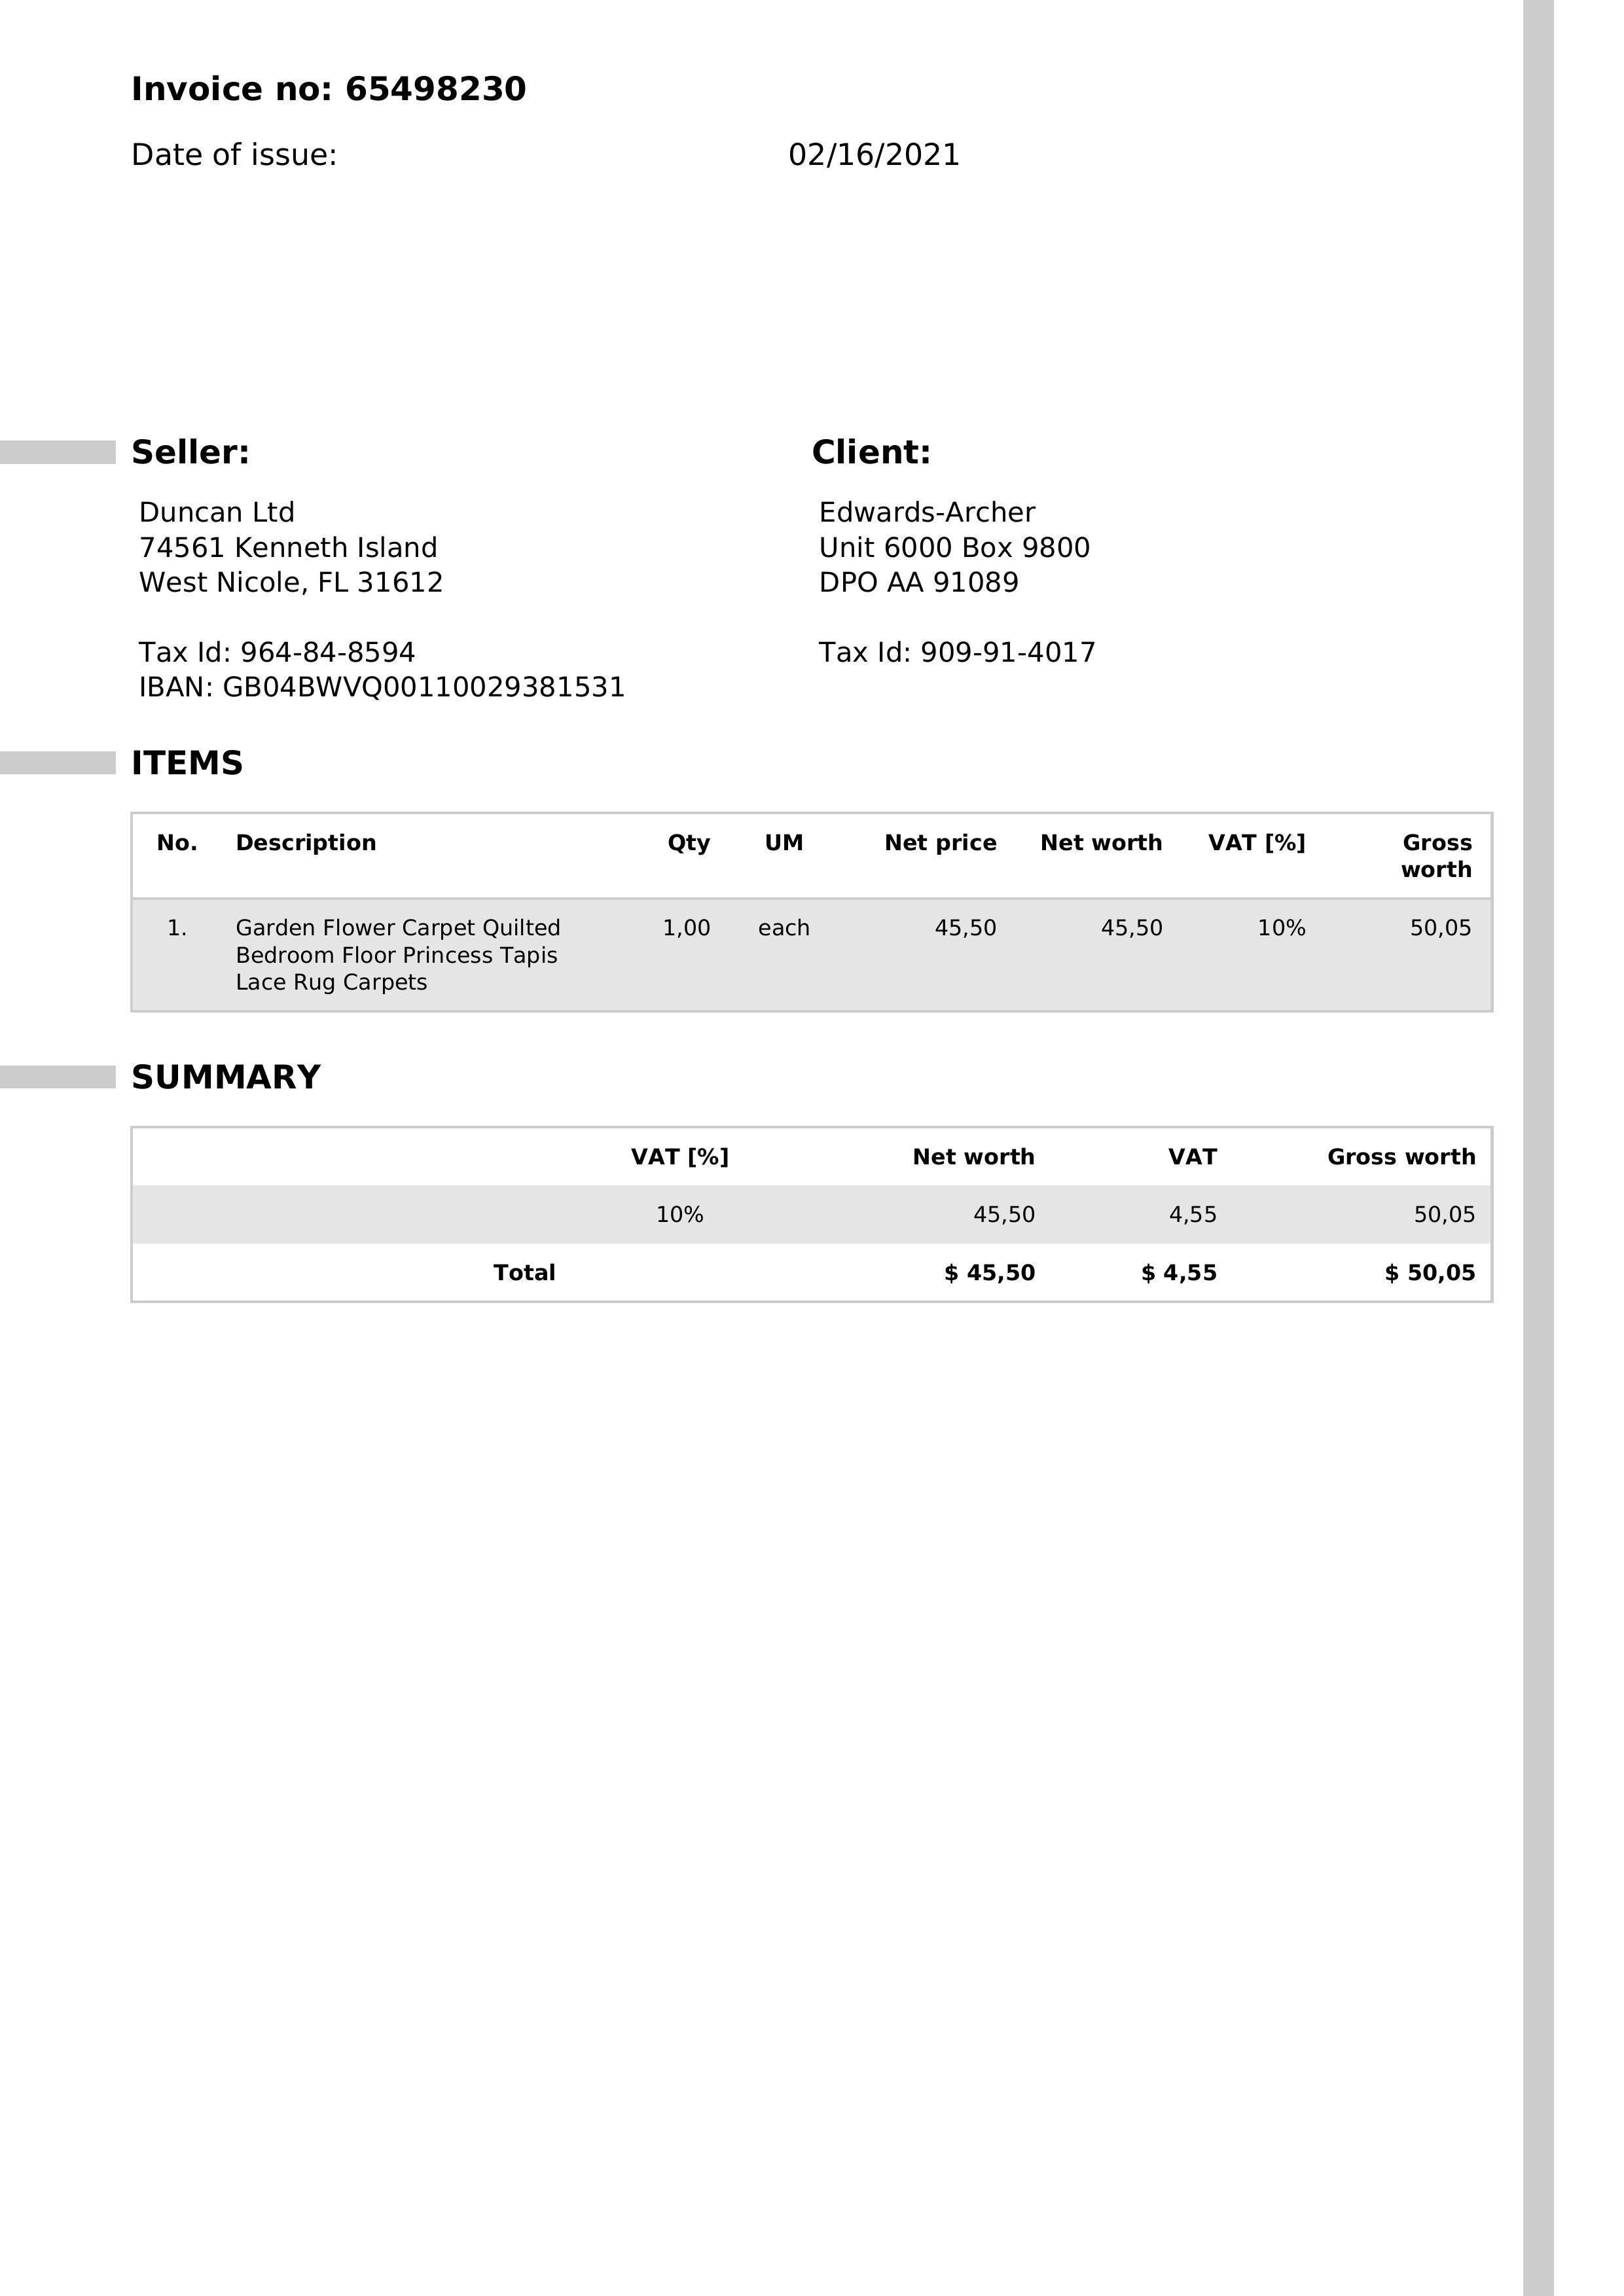 Invoice no: 65498230
Date of issue: 02/16/2021
Seller:
Duncan Ltd
74561 Kenneth Island
West Nicole, FL 31612
Tax Id: 964-84-8594
IBAN: GB04BWVQ00110029381531
Client:
Edwards-Archer
Unit 6000 Box 9800
DPO AA 91089
Tax Id: 909-91-4017
ITEMS
No. Description Qty UM Net price Net worth VAT [%] Gross
worth
1. Garden Flower Carpet Quilted 1,00 each 45,50 45,50 10% 50,05
Bedroom Floor Princess Tapis
Lace Rug Carpets
SUMMARY
VAT [%] Net worth VAT Gross worth
10% 45,50 4,55 50,05
Total $ 45,50 $ 4,55 $ 50,05